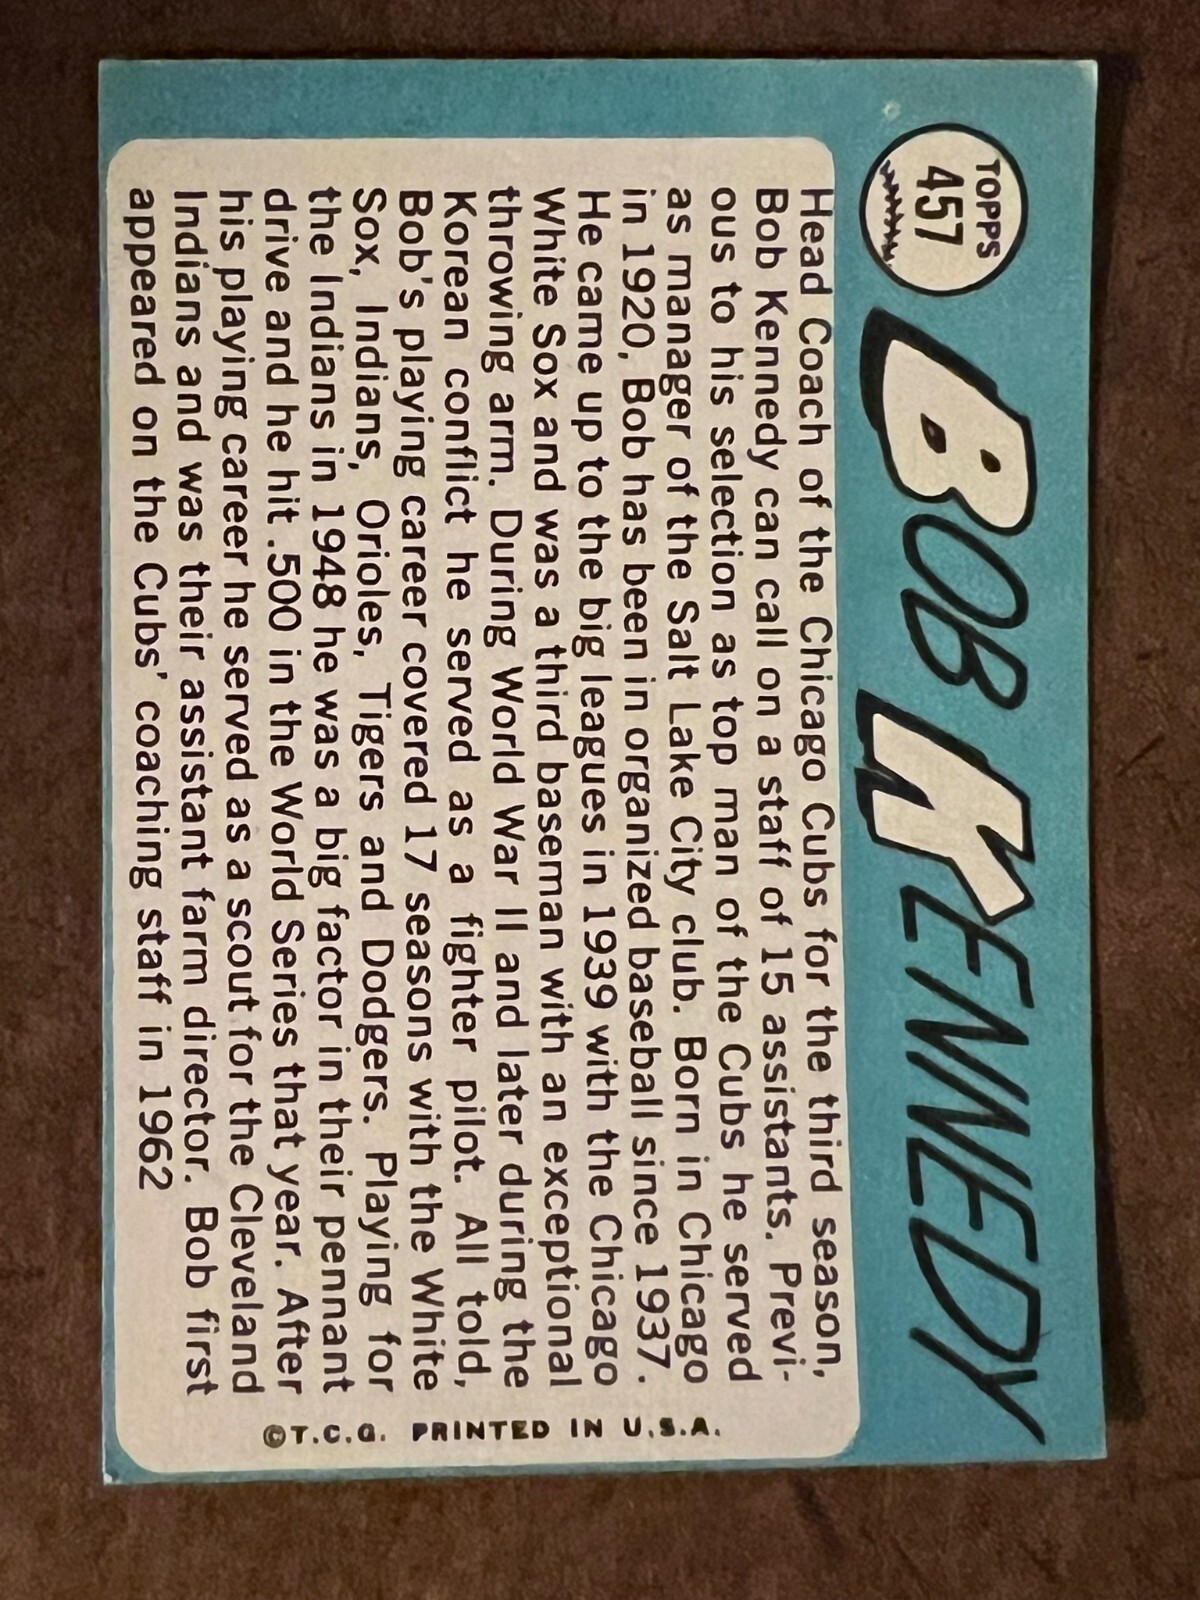 TOPPS
457
BOB KENNEDY
Head Coach of the Chicago Cubs for the third season,
Bob Kennedy can call on a staff of 15 assistants. Previ-
ous to his selection as top man of the Cubs he served
as manager of the Salt Lake City club. Born in Chicago
in 1920, Bob has been in organized baseball since 1937.
He came up to the big leagues in 1939 with the Chicago
White Sox and was a third baseman with an exceptional
throwing arm. During World War II and later during the
Korean conflict he served as a fighter pilot. All told,
Bob's playing career covered 17 seasons with the White
Sox, Indians, Orioles, Tigers and Dodgers. Playing for
the Indians in 1948 he was a big factor in their pennant
drive and he hit .500 in the World Series that year. After
his playing career he served as a scout for the Cleveland
Indians and was their assistant farm director. Bob first
appeared on the Cubs' coaching staff in 1962
©T.C.G. PRINTED IN U.S.A.